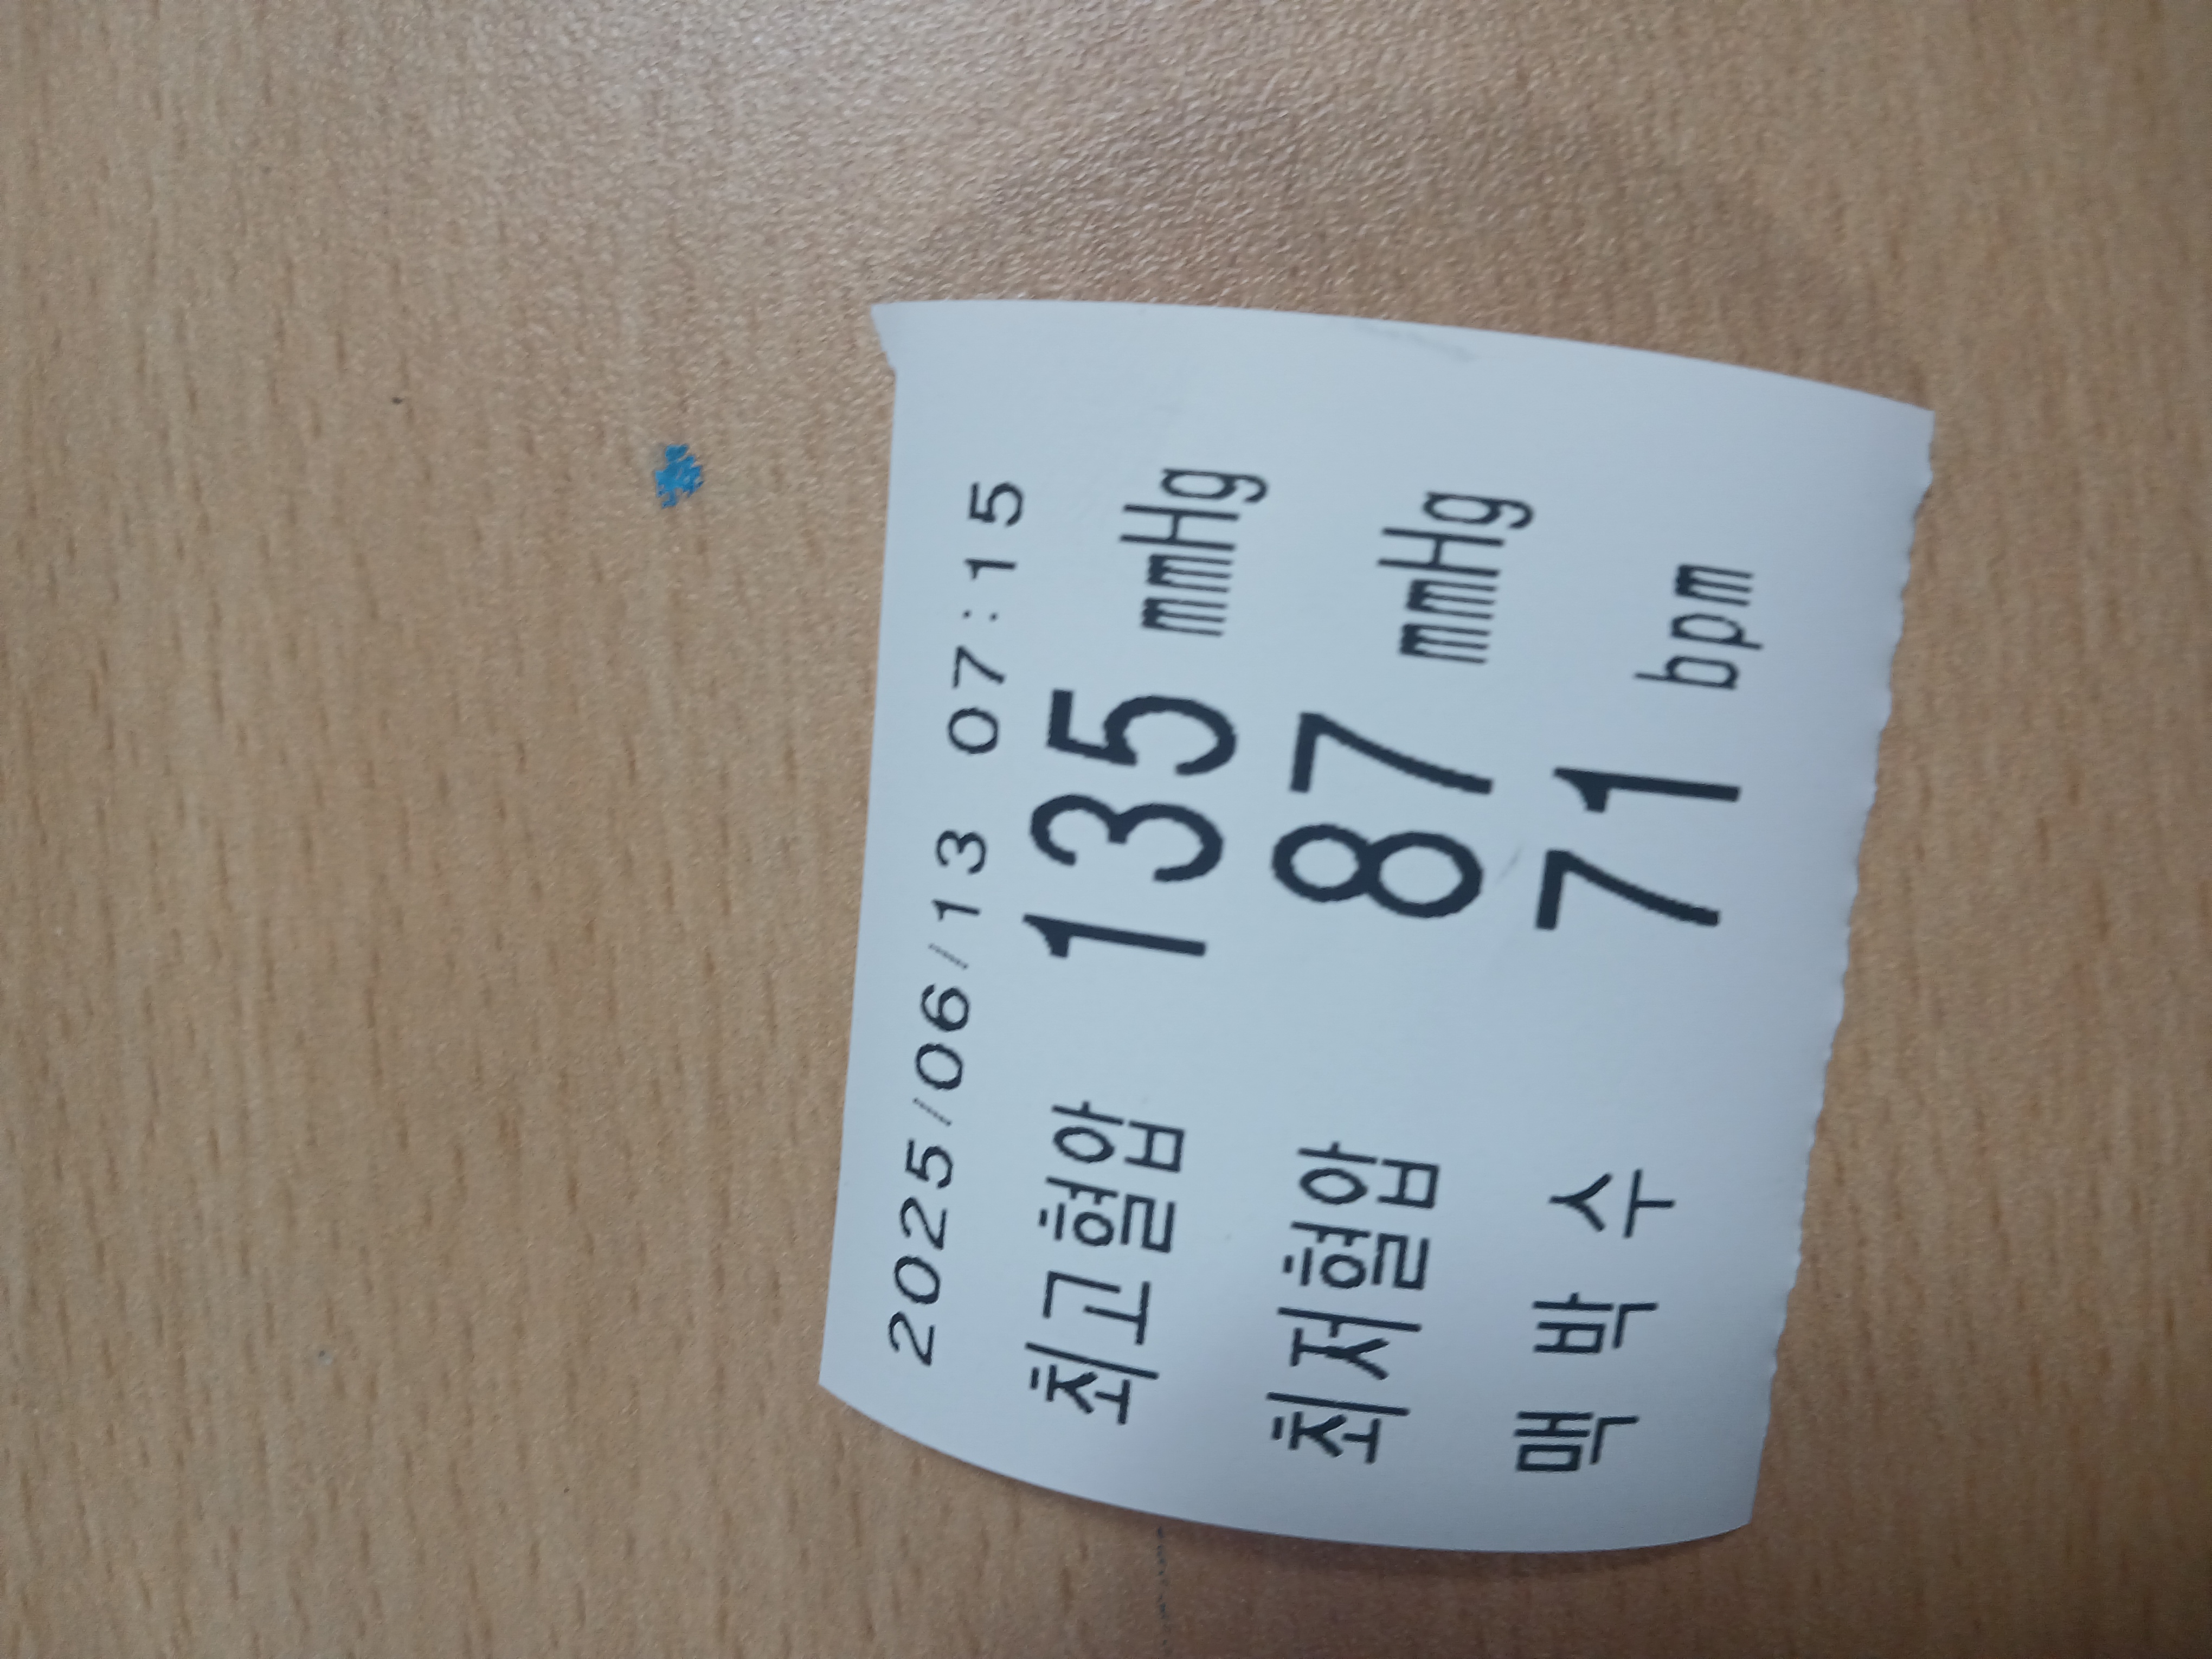 2025/06/13 07:15
최고혈압 135 mmHg
최저혈압 87 mmHg
맥 박 수 71 bpm